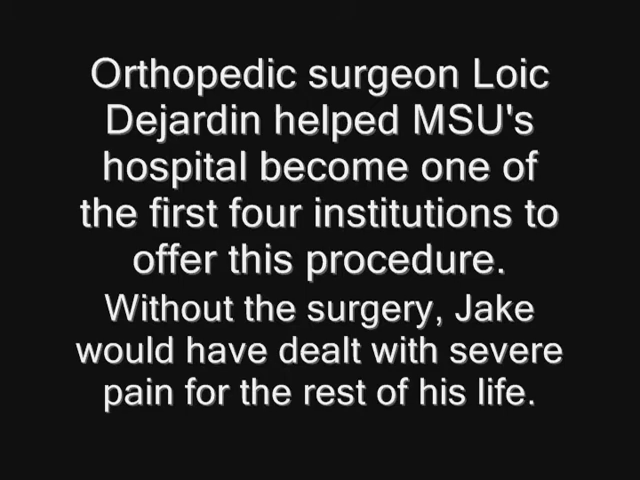 Orthopedic surgeon Loic
Dejardin helped MSU's
hospital become one of
the first four institutions to
offer this procedure.
Without the surgery, Jake
would have dealt with severe
pain for the rest of his life.